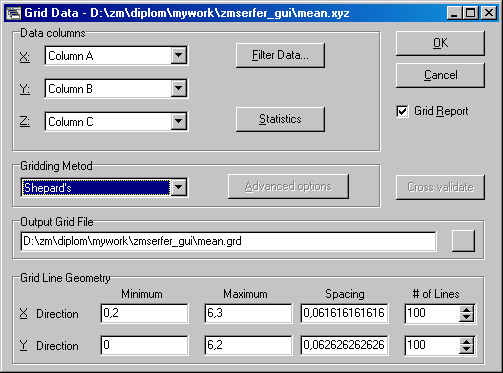 Grid Data - D:\zm\diplom\mywork\zmserfer_gui\mean.xyz
Data columns
X: Column A
Filter Data...
Y: Column B
Z: Column C
Statistics
OK
Cancel
Grid Report
Gridding Metod
Shepard's
Advanced options
Cross validate
Output Grid File
D:\zm\diplom\mywork\zmserfer_gui\mean.grd
Grid Line Geometry
Minimum Maximum Spacing # of Lines
X Direction 0,2 6,3 0,061616161616 100
Y Direction 0 6,2 0,062626262626 100